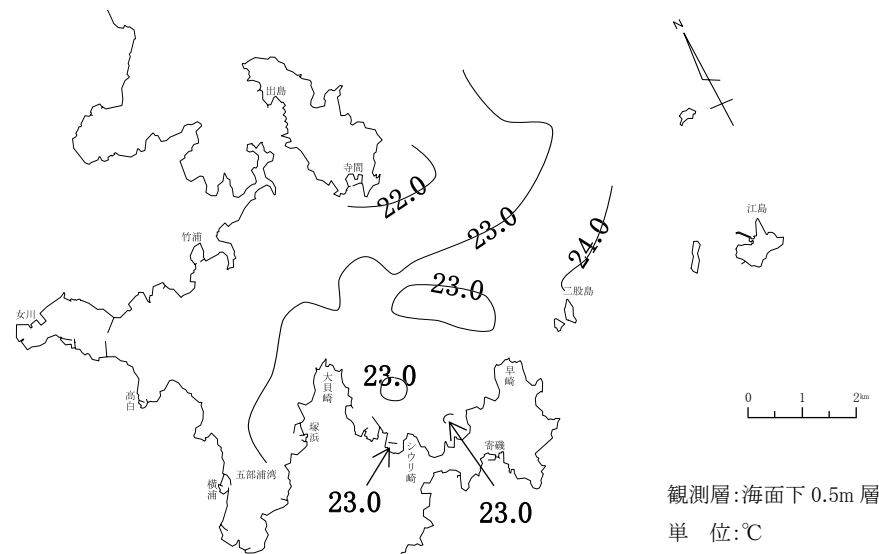 N
出島
寺間
22.0
23.0
24.0
江島
竹浦
23.0
二股島
女川
高白
大貝崎
23.0
早崎
0 1 2km
塚浜
シウリ崎
寄磯
横浦
五部浦湾
23.0
23.0
観測層:海面下 0.5m 層
単 位:℃